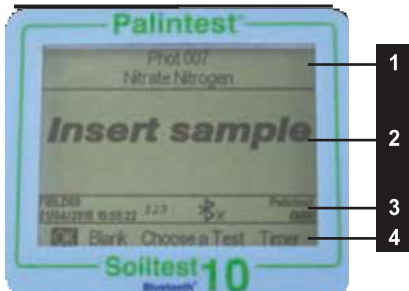 Palintest
Phot 007
Nitrate Nitrogen
Insert sample
Palintest
OK Blank Choose a Test Timer
Soiltest 10
Bluetooth
1
2
3
4